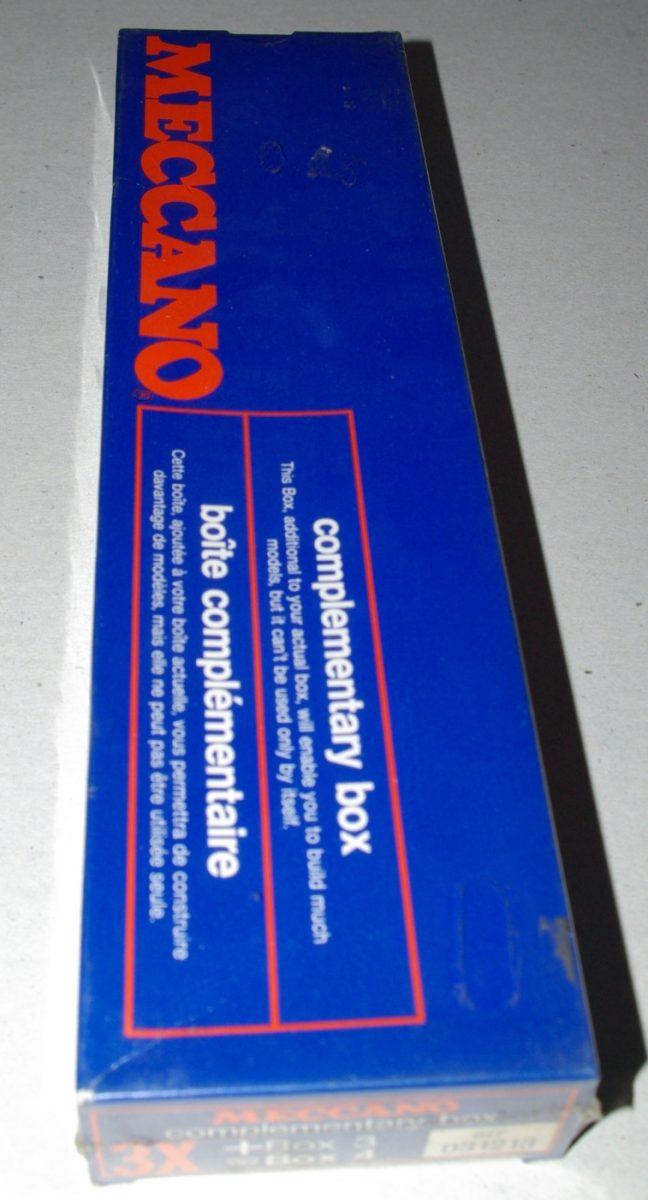 MECCANO
complementary box
This Box, additional to your actual box, will enable you to build much
models, but it can't be used only by itself.
boîte complémentaire
Cette boîte, ajoutée à votre boîte actuelle, vous permettra de construire
davantage de modèles, mais elle ne peut pas être utilisée seule.
MECCANO
complementary box
3X